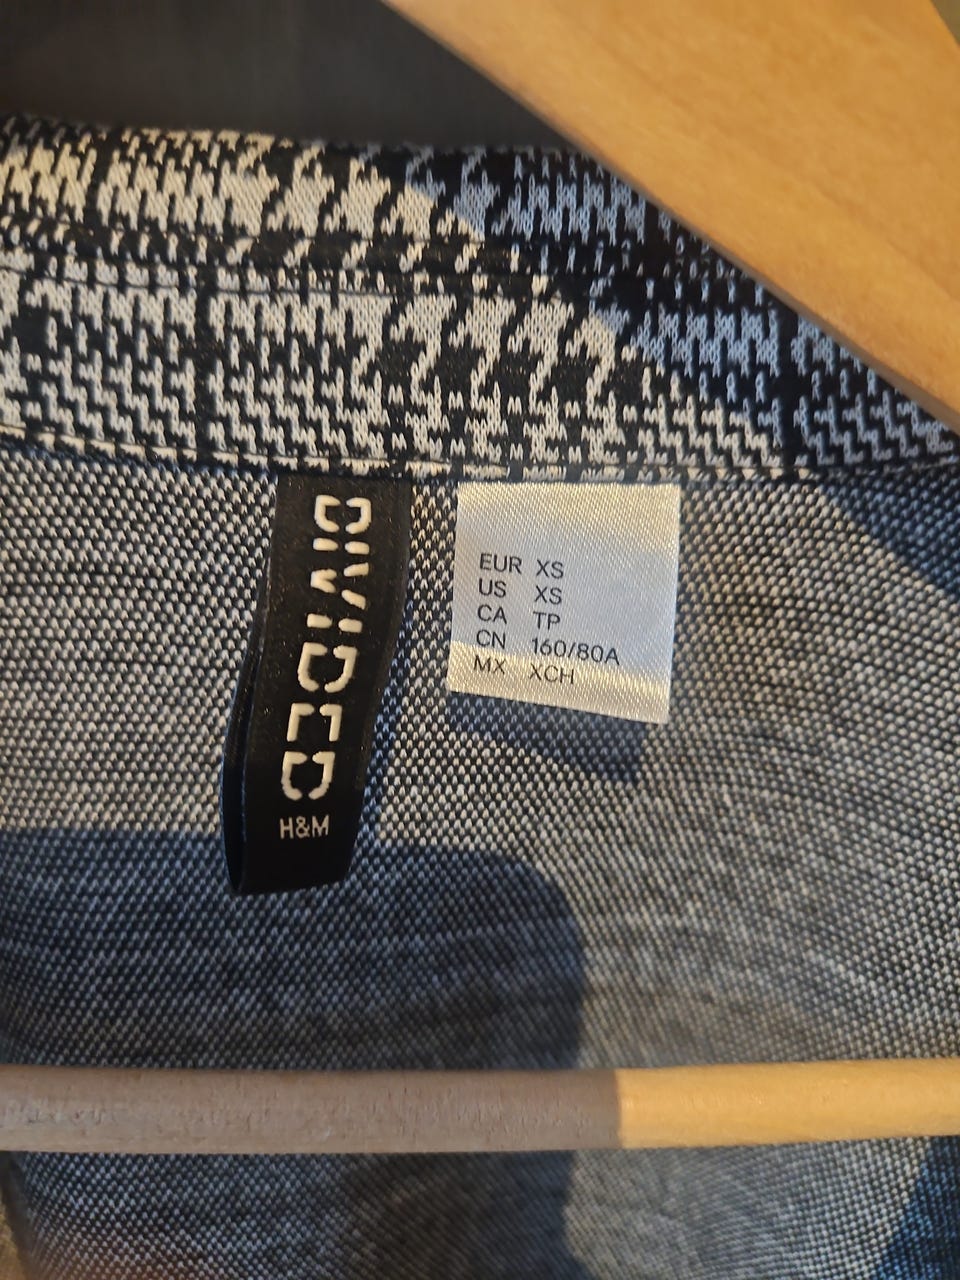 DIVIDED
H&M
EUR XS
US XS
CA TP
CN 160/80A
MX XCH